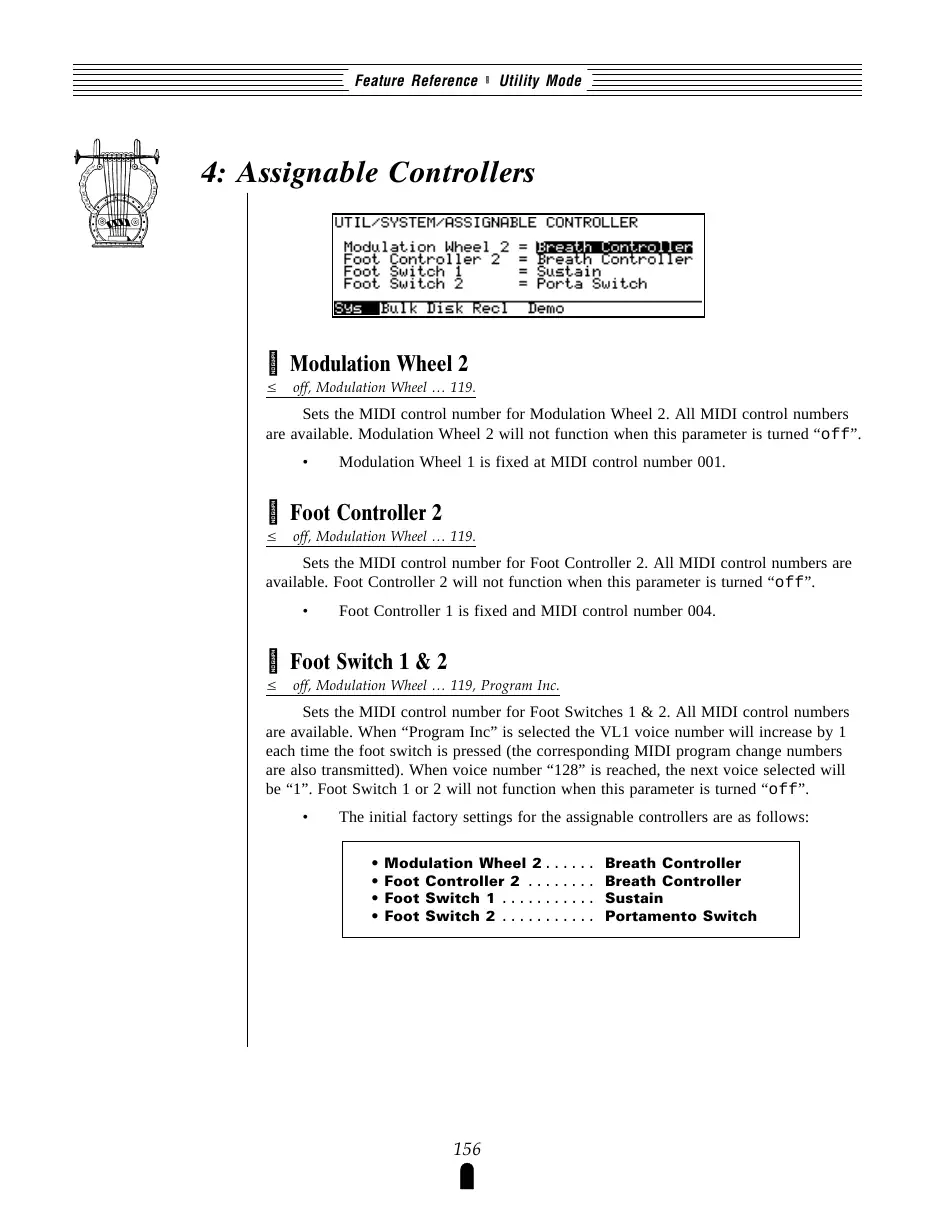 Feature Reference Utility Mode
4: Assignable Controllers
UTIL/SYSTEM/ASSIGNABLE CONTROLLER
Modulation Wheel 2 = Breath Controller
Foot Controller 2 = Breath Controller
Foot Switch 1 = Sustain
Foot Switch 2 = Porta Switch
Sys Bulk Disk Recl Demo
Modulation Wheel 2
≤ off, Modulation Wheel … 119.
Sets the MIDI control number for Modulation Wheel 2. All MIDI control numbers
are available. Modulation Wheel 2 will not function when this parameter is turned “off”.
• Modulation Wheel 1 is fixed at MIDI control number 001.
Foot Controller 2
≤ off, Modulation Wheel … 119.
Sets the MIDI control number for Foot Controller 2. All MIDI control numbers are
available. Foot Controller 2 will not function when this parameter is turned “off”.
• Foot Controller 1 is fixed and MIDI control number 004.
Foot Switch 1 & 2
≤ off, Modulation Wheel … 119, Program Inc.
Sets the MIDI control number for Foot Switches 1 & 2. All MIDI control numbers
are available. When “Program Inc” is selected the VL1 voice number will increase by 1
each time the foot switch is pressed (the corresponding MIDI program change numbers
are also transmitted). When voice number “128” is reached, the next voice selected will
be “1”. Foot Switch 1 or 2 will not function when this parameter is turned “off”.
• The initial factory settings for the assignable controllers are as follows:
• Modulation Wheel 2 . . . . . . Breath Controller
• Foot Controller 2 . . . . . . . . Breath Controller
• Foot Switch 1 . . . . . . . . . . . Sustain
• Foot Switch 2 . . . . . . . . . . . Portamento Switch
156